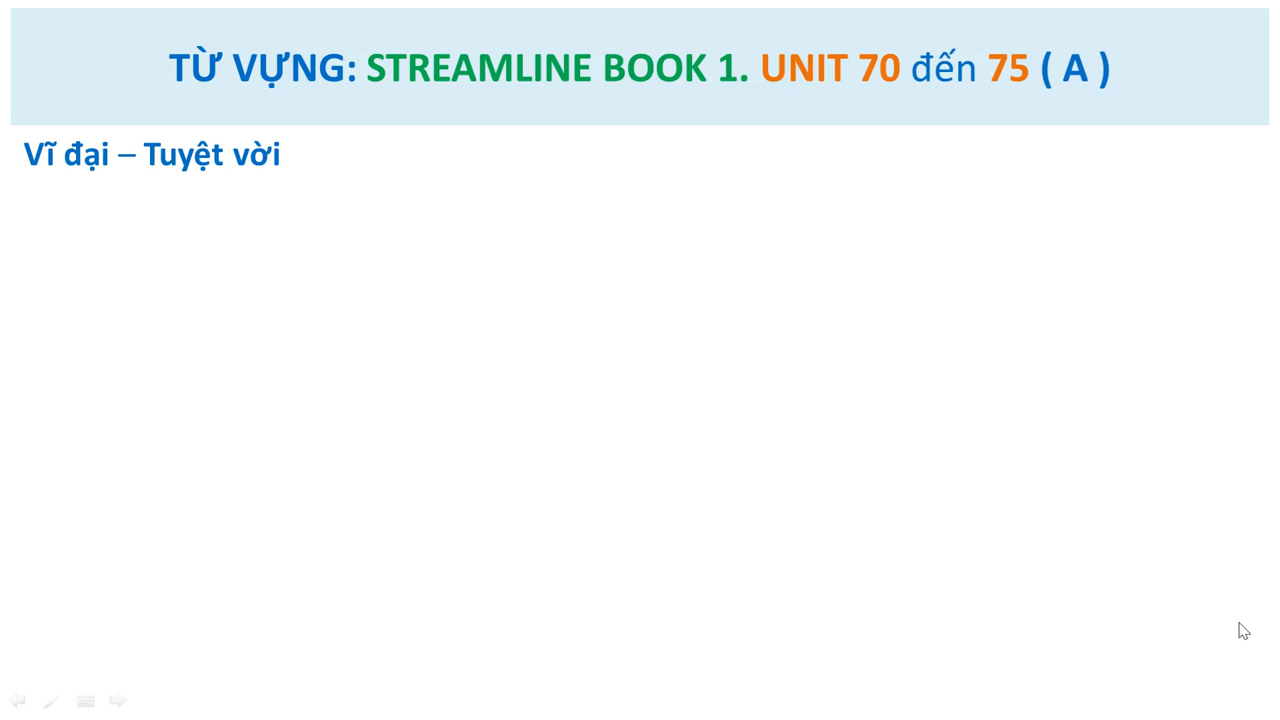 TỪ VỰNG: STREAMLINE BOOK 1. UNIT 70 đến 75 ( A )
Vĩ đại – Tuyệt vời